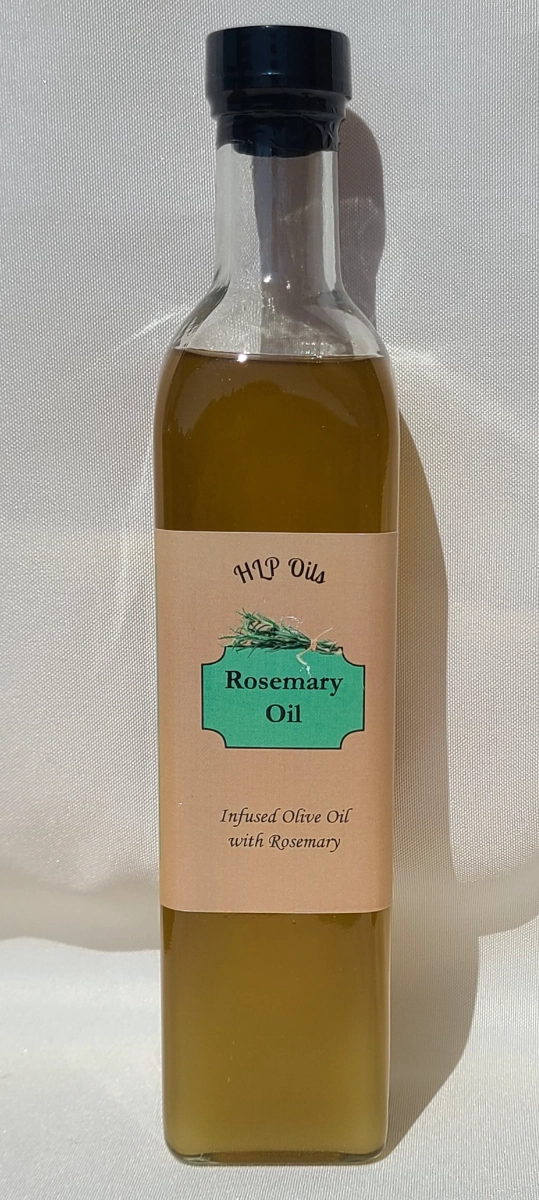 HLP Oils
Rosemary
Oil
Infused Olive Oil
with Rosemary